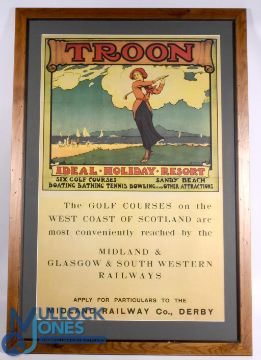 TROON
IDEAL · HOLIDAY · RESORT
SIX GOLF COURSES SANDY BEACH
BOATING BATHING TENNIS BOWLING.....OTHER ATTRACTIONS
The GOLF COURSES on the
WEST COAST OF SCOTLAND are
most conveniently reached by the
MIDLAND &
GLASGOW & SOUTH WESTERN
RAILWAYS
APPLY FOR PARTICULARS TO THE
MIDLAND RAILWAY Co., DERBY
MULLOCK
JONES